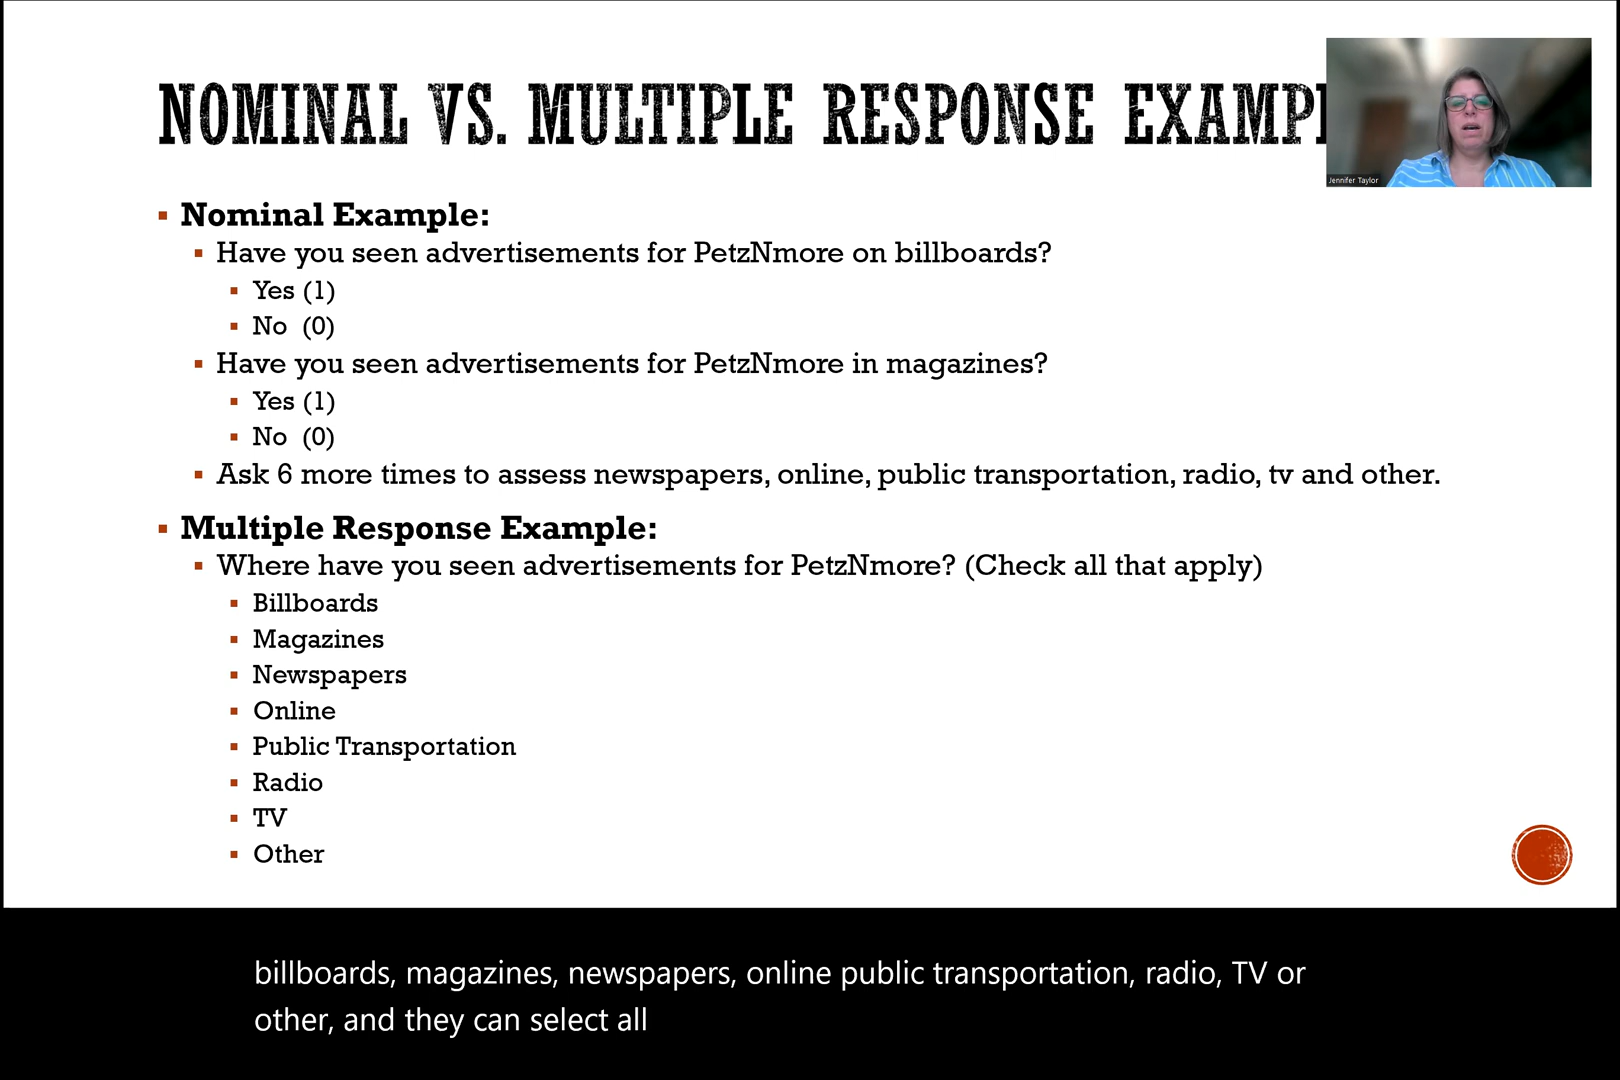 NOMINAL VS. MULTIPLE RESPONSE
Jennifer Taylor
Nominal Example:
Have you seen advertisements for PetzNmore on billboards?
Yes (1)
No (0)
Have you seen advertisements for PetzNmore in magazines?
Yes (1)
No (0)
Ask 6 more times to assess newspapers, online, public transportation, radio, tv and other.
Multiple Response Example:
Where have you seen advertisements for PetzNmore? (Check all that apply)
Billboards
Magazines
Newspapers
Online
Public Transportation
Radio
TV
Other
billboards, magazines, newspapers, online public transportation, radio, TV or
other, and they can select all